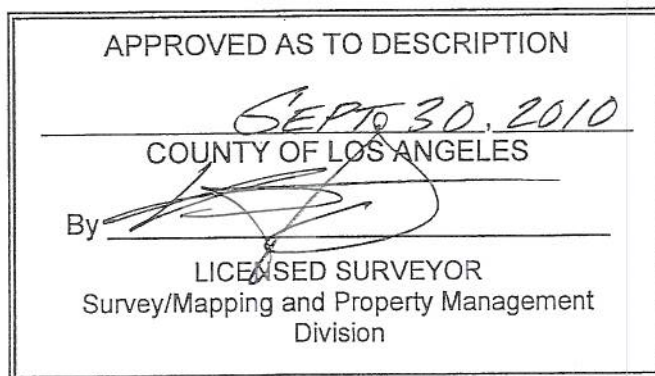 APPROVED AS TO DESCRIPTION
SEPT. 30, 2010
COUNTY OF LOS ANGELES
By
LICENSED SURVEYOR
Survey/Mapping and Property Management
Division